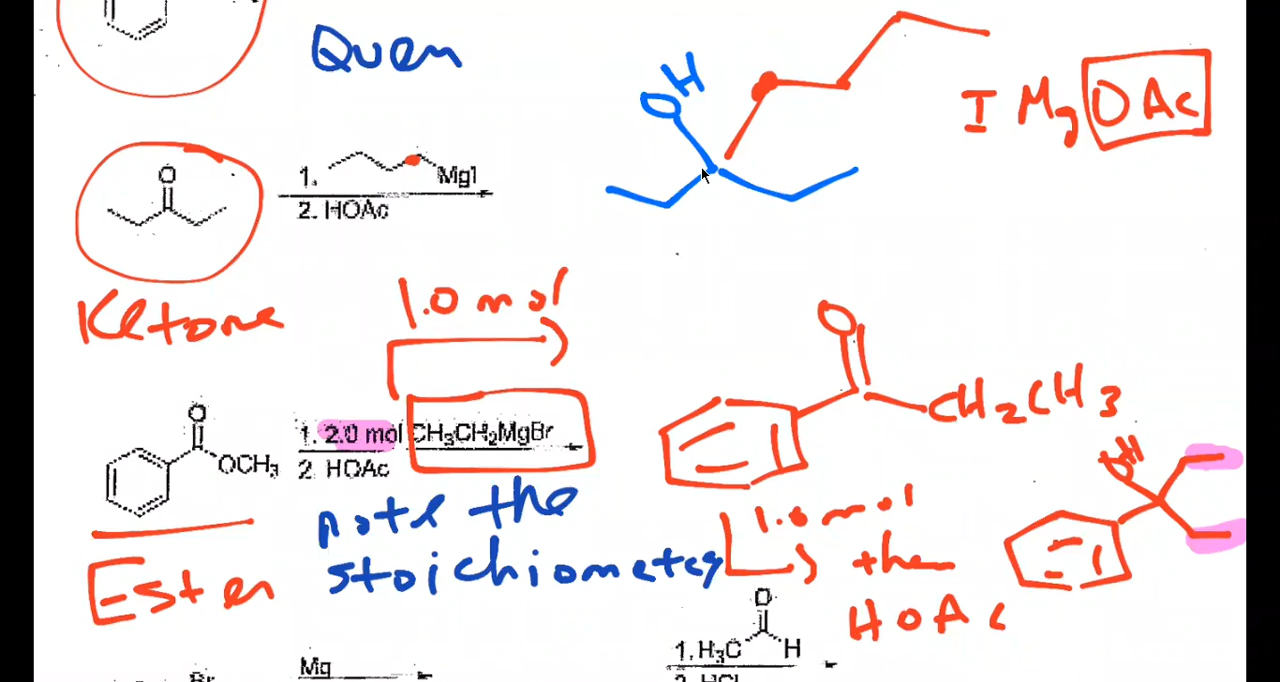 Quen
OH
I Mg OAc
O
1. MgI
2. HOAc
Ketone
1.0 mol
O
CH2CH3
O
OCH3
1. 2.0 mol CH3CH2MgBr
2. HOAc
OH
note the
stoichiometry
1.0 mol
then
HOAc
Ester
O
1. H3C H
Mg